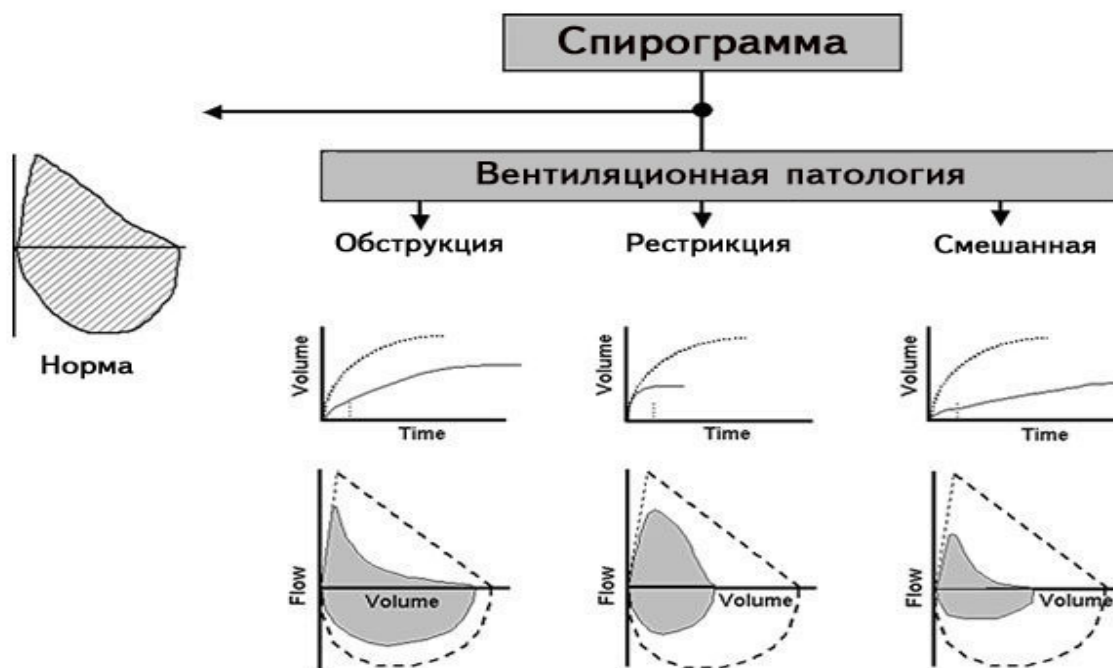 Спирограмма
Вентиляционная патология
Обструкция
Рестрикция
Смешанная
Норма
Volume
Time
Volume
Time
Volume
Time
Flow
Volume
Flow
Volume
Flow
Volume